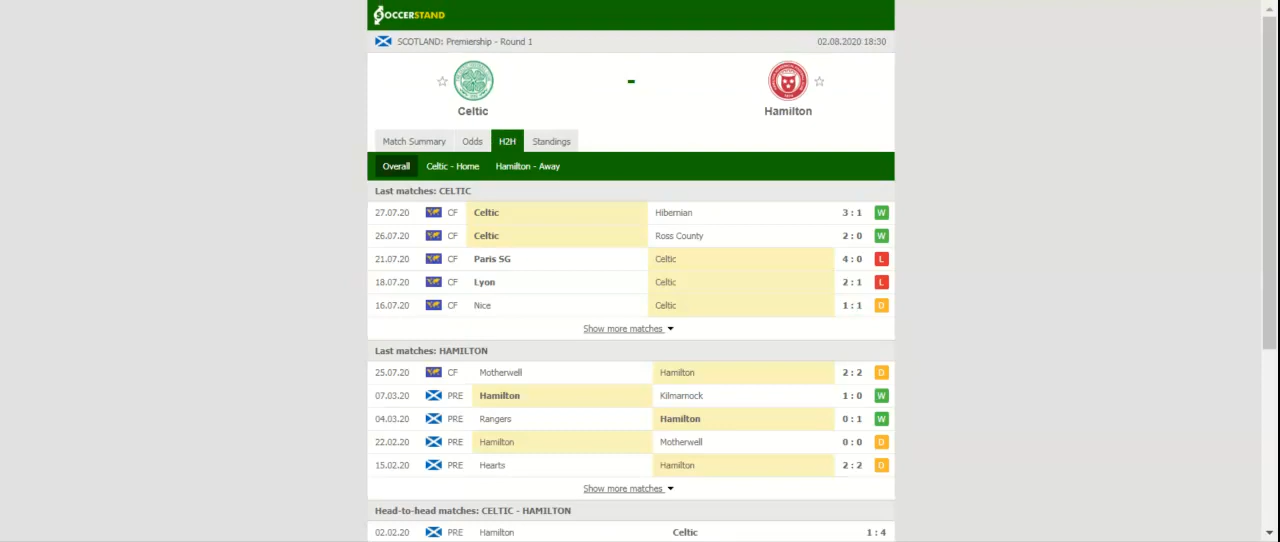 SOCCERSTAND
SCOTLAND: Premiership - Round 1 02.08.2020 18:30
-
Celtic Hamilton
Match Summary Odds H2H Standings
Overall Celtic - Home Hamilton - Away
Last matches: CELTIC
27.07.20 CF Celtic Hibernian 3 : 1 W
26.07.20 CF Celtic Ross County 2 : 0 W
21.07.20 CF Paris SG Celtic 4 : 0 L
18.07.20 CF Lyon Celtic 2 : 1 L
16.07.20 CF Nice Celtic 1 : 1 D
Show more matches
Last matches: HAMILTON
25.07.20 CF Motherwell Hamilton 2 : 2 D
07.03.20 PRE Hamilton Kilmarnock 1 : 0 W
04.03.20 PRE Rangers Hamilton 0 : 1 W
22.02.20 PRE Hamilton Motherwell 0 : 0 D
15.02.20 PRE Hearts Hamilton 2 : 2 D
Show more matches
Head-to-head matches: CELTIC - HAMILTON
02.02.20 PRE Hamilton Celtic 1 : 4